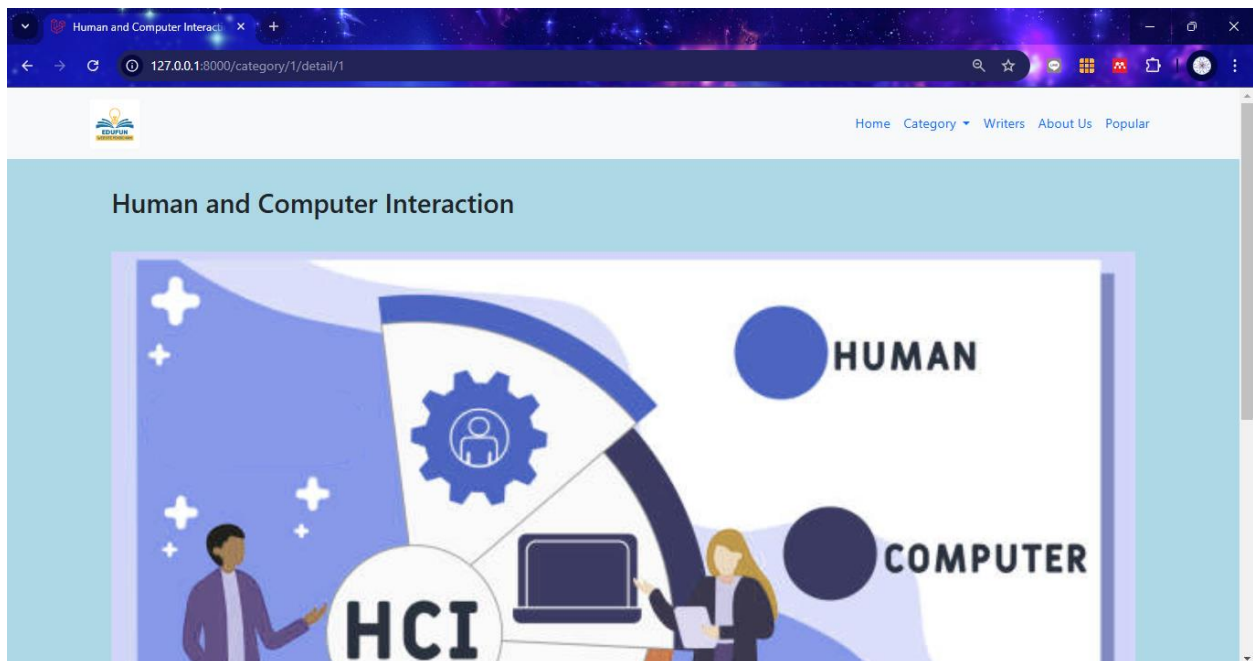 Human and Computer Interacti
127.0.0.1:8000/category/1/detail/1
EDUFUN
Home Category Writers About Us Popular
Human and Computer Interaction
HUMAN
COMPUTER
HCI